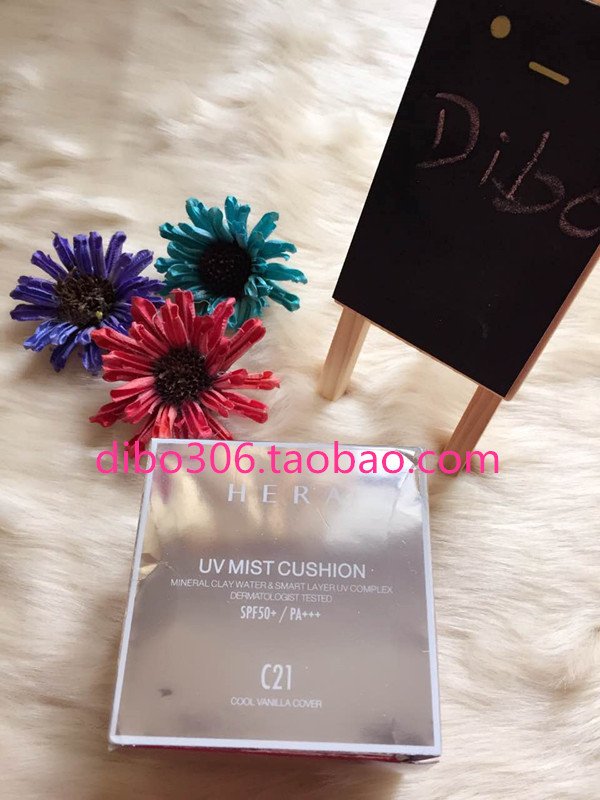 Dibo
dibo306.taobao.com
HERA
UV MIST CUSHION
MINERAL CLAY WATER & SMART LAYER UV COMPLEX
DERMATOLOGIST TESTED
SPF50+ / PA+++
C21
COOL VANILLA COVER